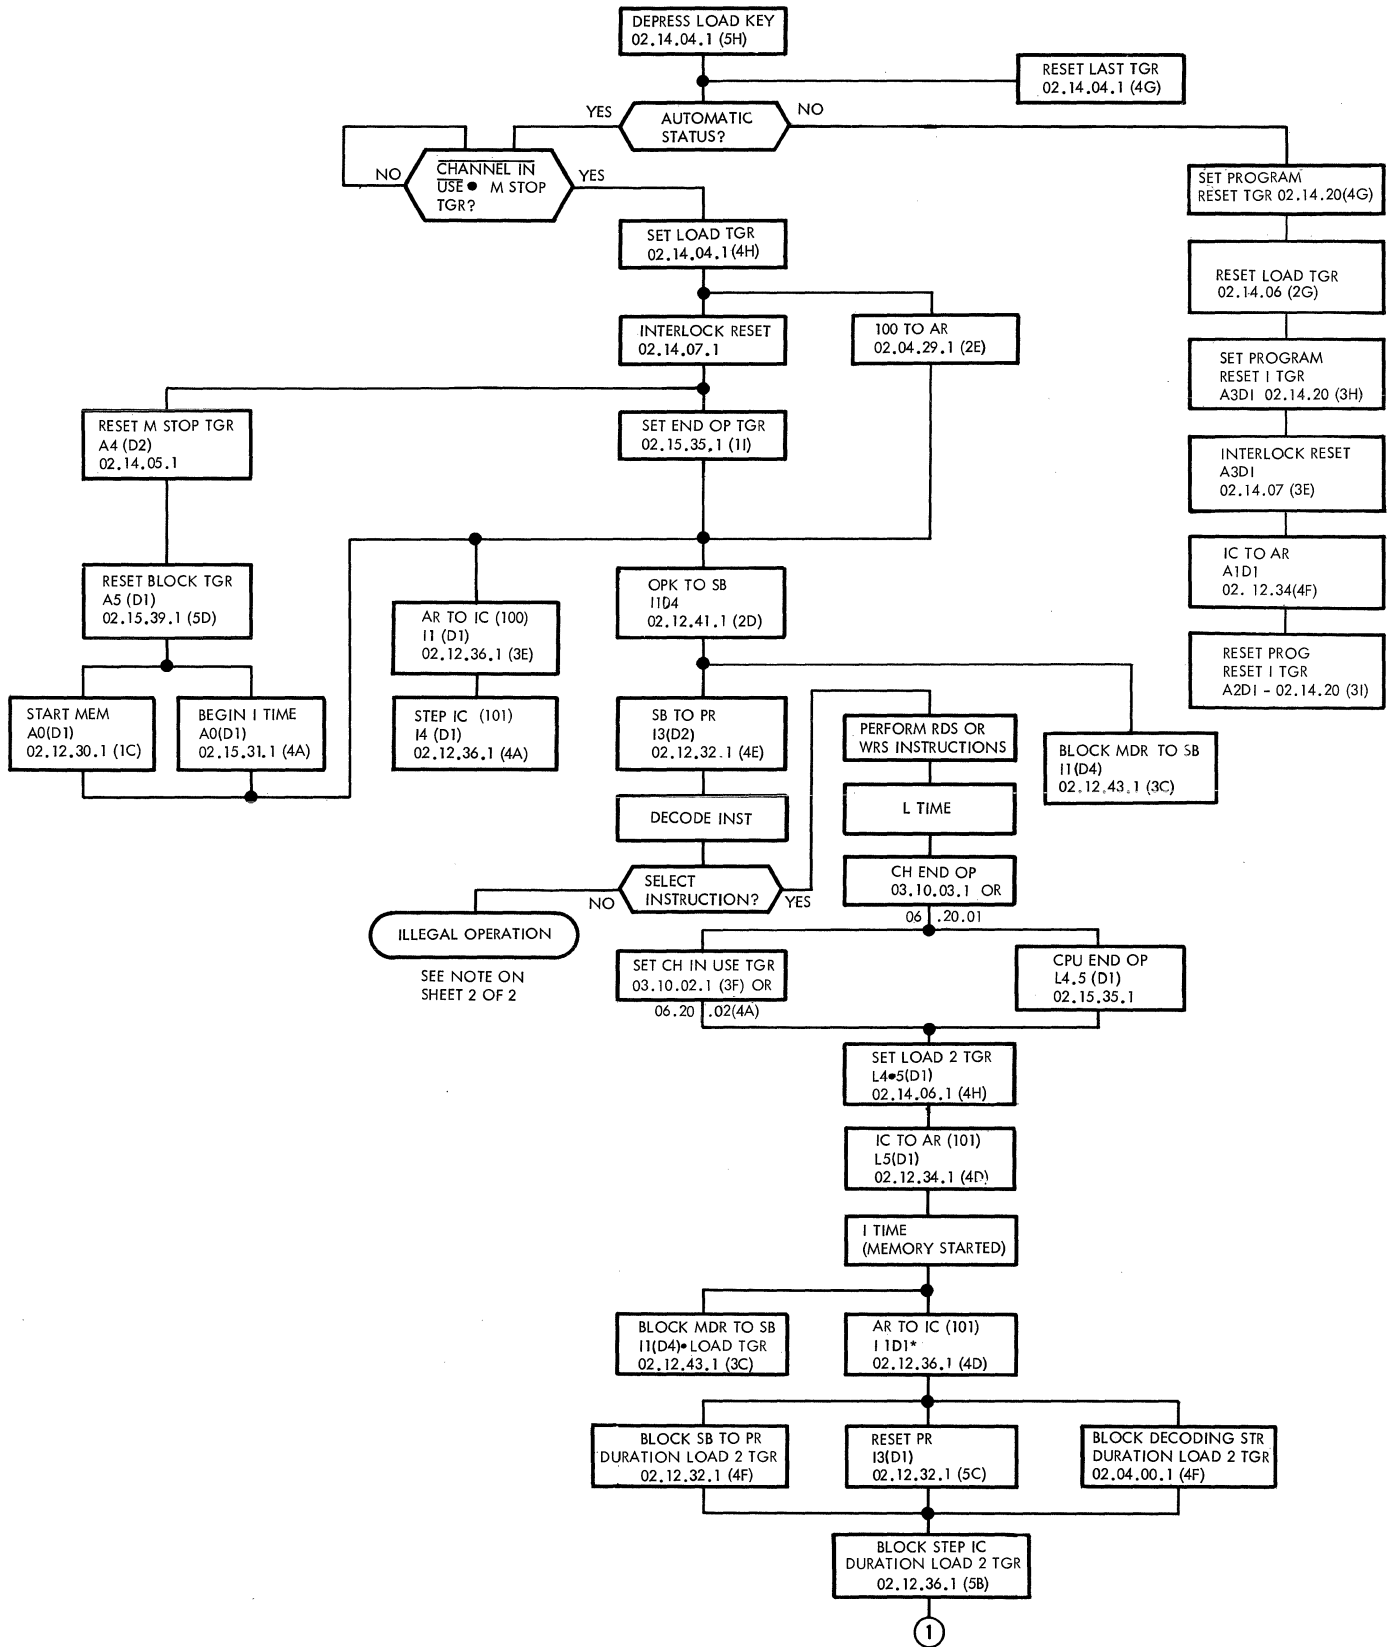 DEPRESS LOAD KEY
02.14.04.1 (5H)
RESET LAST TGR
02.14.04.1 (4G)
YES
AUTOMATIC
STATUS?
NO
NO
CHANNEL IN
USE • M STOP
TGR?
YES
SET PROGRAM
RESET TGR 02.14.20(4G)
SET LOAD TGR
02.14.04.1(4H)
RESET LOAD TGR
02.14.06 (2G)
INTERLOCK RESET
02.14.07.1
100 TO AR
02.04.29.1 (2E)
SET PROGRAM
RESET I TGR
A3DI 02.14.20 (3H)
RESET M STOP TGR
A4 (D2)
02.14.05.1
SET END OP TGR
02.15.35.1 (1I)
INTERLOCK RESET
A3DI
02.14.07 (3E)
RESET BLOCK TGR
A5 (D1)
02.15.39.1 (5D)
AR TO IC (100)
I1 (D1)
02.12.36.1 (3E)
OPK TO SB
I1D4
02.12.41.1 (2D)
IC TO AR
A1D1
02. 12.34(4F)
RESET PROG
RESET I TGR
A2DI - 02.14.20 (3I)
START MEM
A0(D1)
02.12.30.1 (1C)
BEGIN I TIME
A0(D1)
02.15.31.1 (4A)
STEP IC (101)
I4 (D1)
02.12.36.1 (4A)
SB TO PR
I3(D2)
02.12.32.1 (4E)
PERFORM RDS OR
WRS INSTRUCTIONS
BLOCK MDR TO SB
I1(D4)
02.12.43.1 (3C)
DECODE INST
L TIME
SELECT
INSTRUCTION?
NO
YES
CH END OP
03.10.03.1 OR
06 .20.01
ILLEGAL OPERATION
SEE NOTE ON
SHEET 2 OF 2
SET CH IN USE TGR
03.10.02.1 (3F) OR
06.20 .02(4A)
CPU END OP
L4.5 (D1)
02.15.35.1
SET LOAD 2 TGR
L4•5(D1)
02.14.06.1 (4H)
IC TO AR (101)
L5(D1)
02.12.34.1 (4D)
I TIME
(MEMORY STARTED)
BLOCK MDR TO SB
I1(D4)•LOAD TGR
02.12.43.1 (3C)
AR TO IC (101)
I 1D1*
02.12.36.1 (4D)
BLOCK SB TO PR
DURATION LOAD 2 TGR
02.12.32.1 (4F)
RESET PR
I3(D1)
02.12.32.1 (5C)
BLOCK DECODING STR
DURATION LOAD 2 TGR
02.04.00.1 (4F)
BLOCK STEP IC
DURATION LOAD 2 TGR
02.12.36.1 (5B)
1